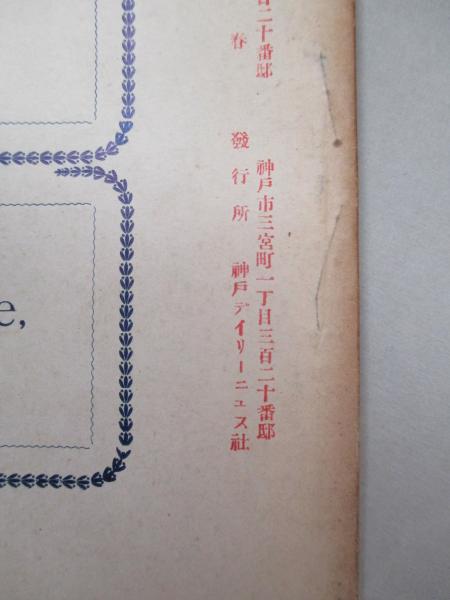 百二十番邸
春
神戸市三宮町一丁目三百二十番邸
發行所 神戸デイリーニュス社
e,